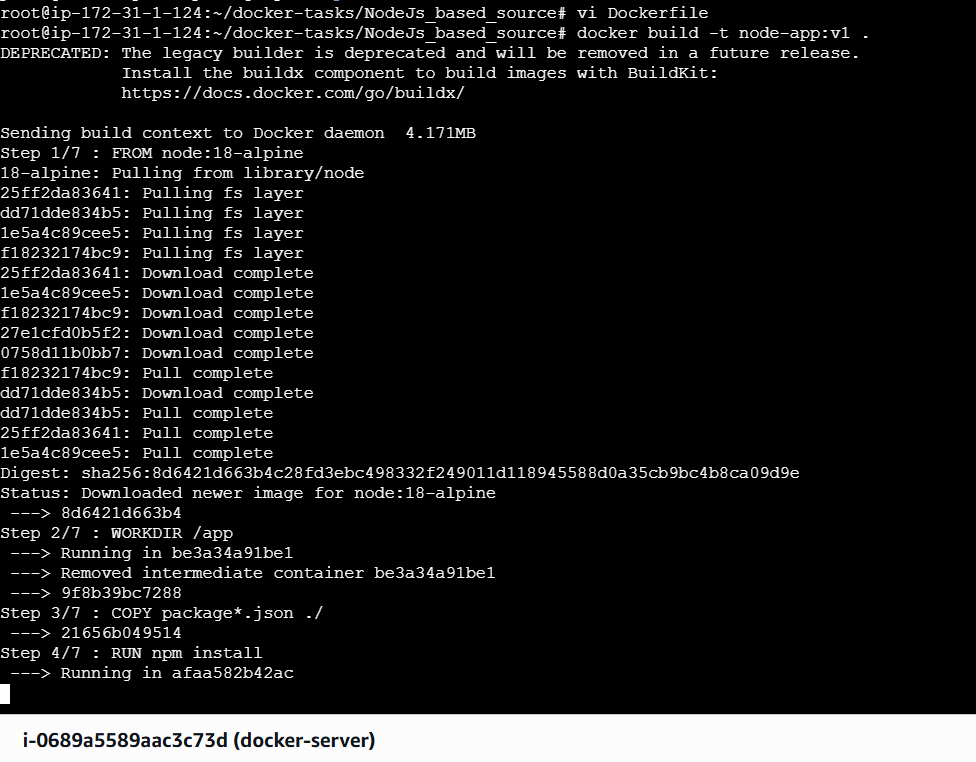 root@ip-172-31-1-124:~/docker-tasks/NodeJs_based_source# vi Dockerfile
root@ip-172-31-1-124:~/docker-tasks/NodeJs_based_source# docker build -t node-app:v1 .
DEPRECATED: The legacy builder is deprecated and will be removed in a future release.
            Install the buildx component to build images with BuildKit:
            https://docs.docker.com/go/buildx/

Sending build context to Docker daemon  4.171MB
Step 1/7 : FROM node:18-alpine
18-alpine: Pulling from library/node
25ff2da83641: Pulling fs layer
dd71dde834b5: Pulling fs layer
1e5a4c89cee5: Pulling fs layer
f18232174bc9: Pulling fs layer
25ff2da83641: Download complete
1e5a4c89cee5: Download complete
f18232174bc9: Download complete
27e1cfd0b5f2: Download complete
0758d11b0bb7: Download complete
f18232174bc9: Pull complete
dd71dde834b5: Download complete
dd71dde834b5: Pull complete
25ff2da83641: Pull complete
1e5a4c89cee5: Pull complete
Digest: sha256:8d6421d663b4c28fd3ebc498332f249011d118945588d0a35cb9bc4b8ca09d9e
Status: Downloaded newer image for node:18-alpine
 ---> 8d6421d663b4
Step 2/7 : WORKDIR /app
 ---> Running in be3a34a91be1
 ---> Removed intermediate container be3a34a91be1
 ---> 9f8b39bc7288
Step 3/7 : COPY package*.json ./
 ---> 21656b049514
Step 4/7 : RUN npm install
 ---> Running in afaa582b42ac
i-0689a5589aac3c73d (docker-server)